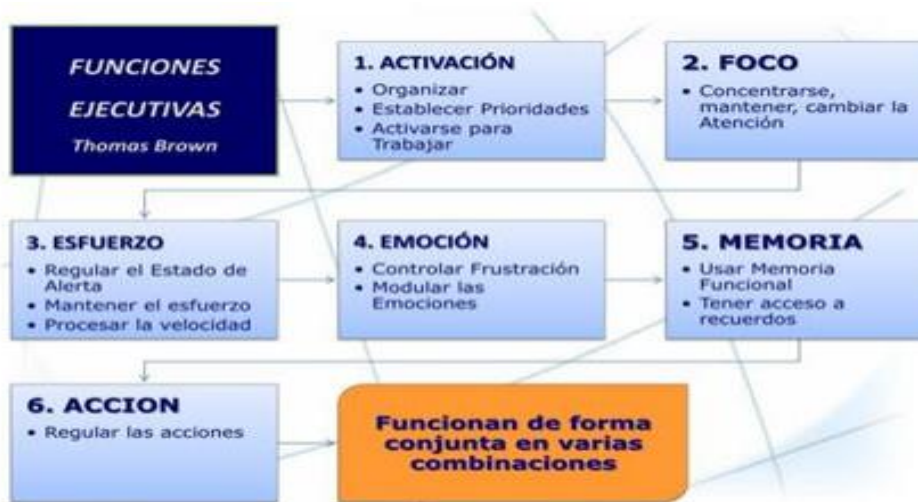 FUNCIONES
EJECUTIVAS
Thomas Brown
1. ACTIVACIÓN
• Organizar
• Establecer Prioridades
• Activarse para
Trabajar
2. FOCO
• Concentrarse,
mantener, cambiar la
Atención
3. ESFUERZO
• Regular el Estado de
Alerta
• Mantener el esfuerzo
• Procesar la velocidad
4. EMOCIÓN
• Controlar Frustración
• Modular las
Emociones
5. MEMORIA
• Usar Memoria
Funcional
• Tener acceso a
recuerdos
6. ACCION
• Regular las acciones
Funcionan de forma
conjunta en varias
combinaciones